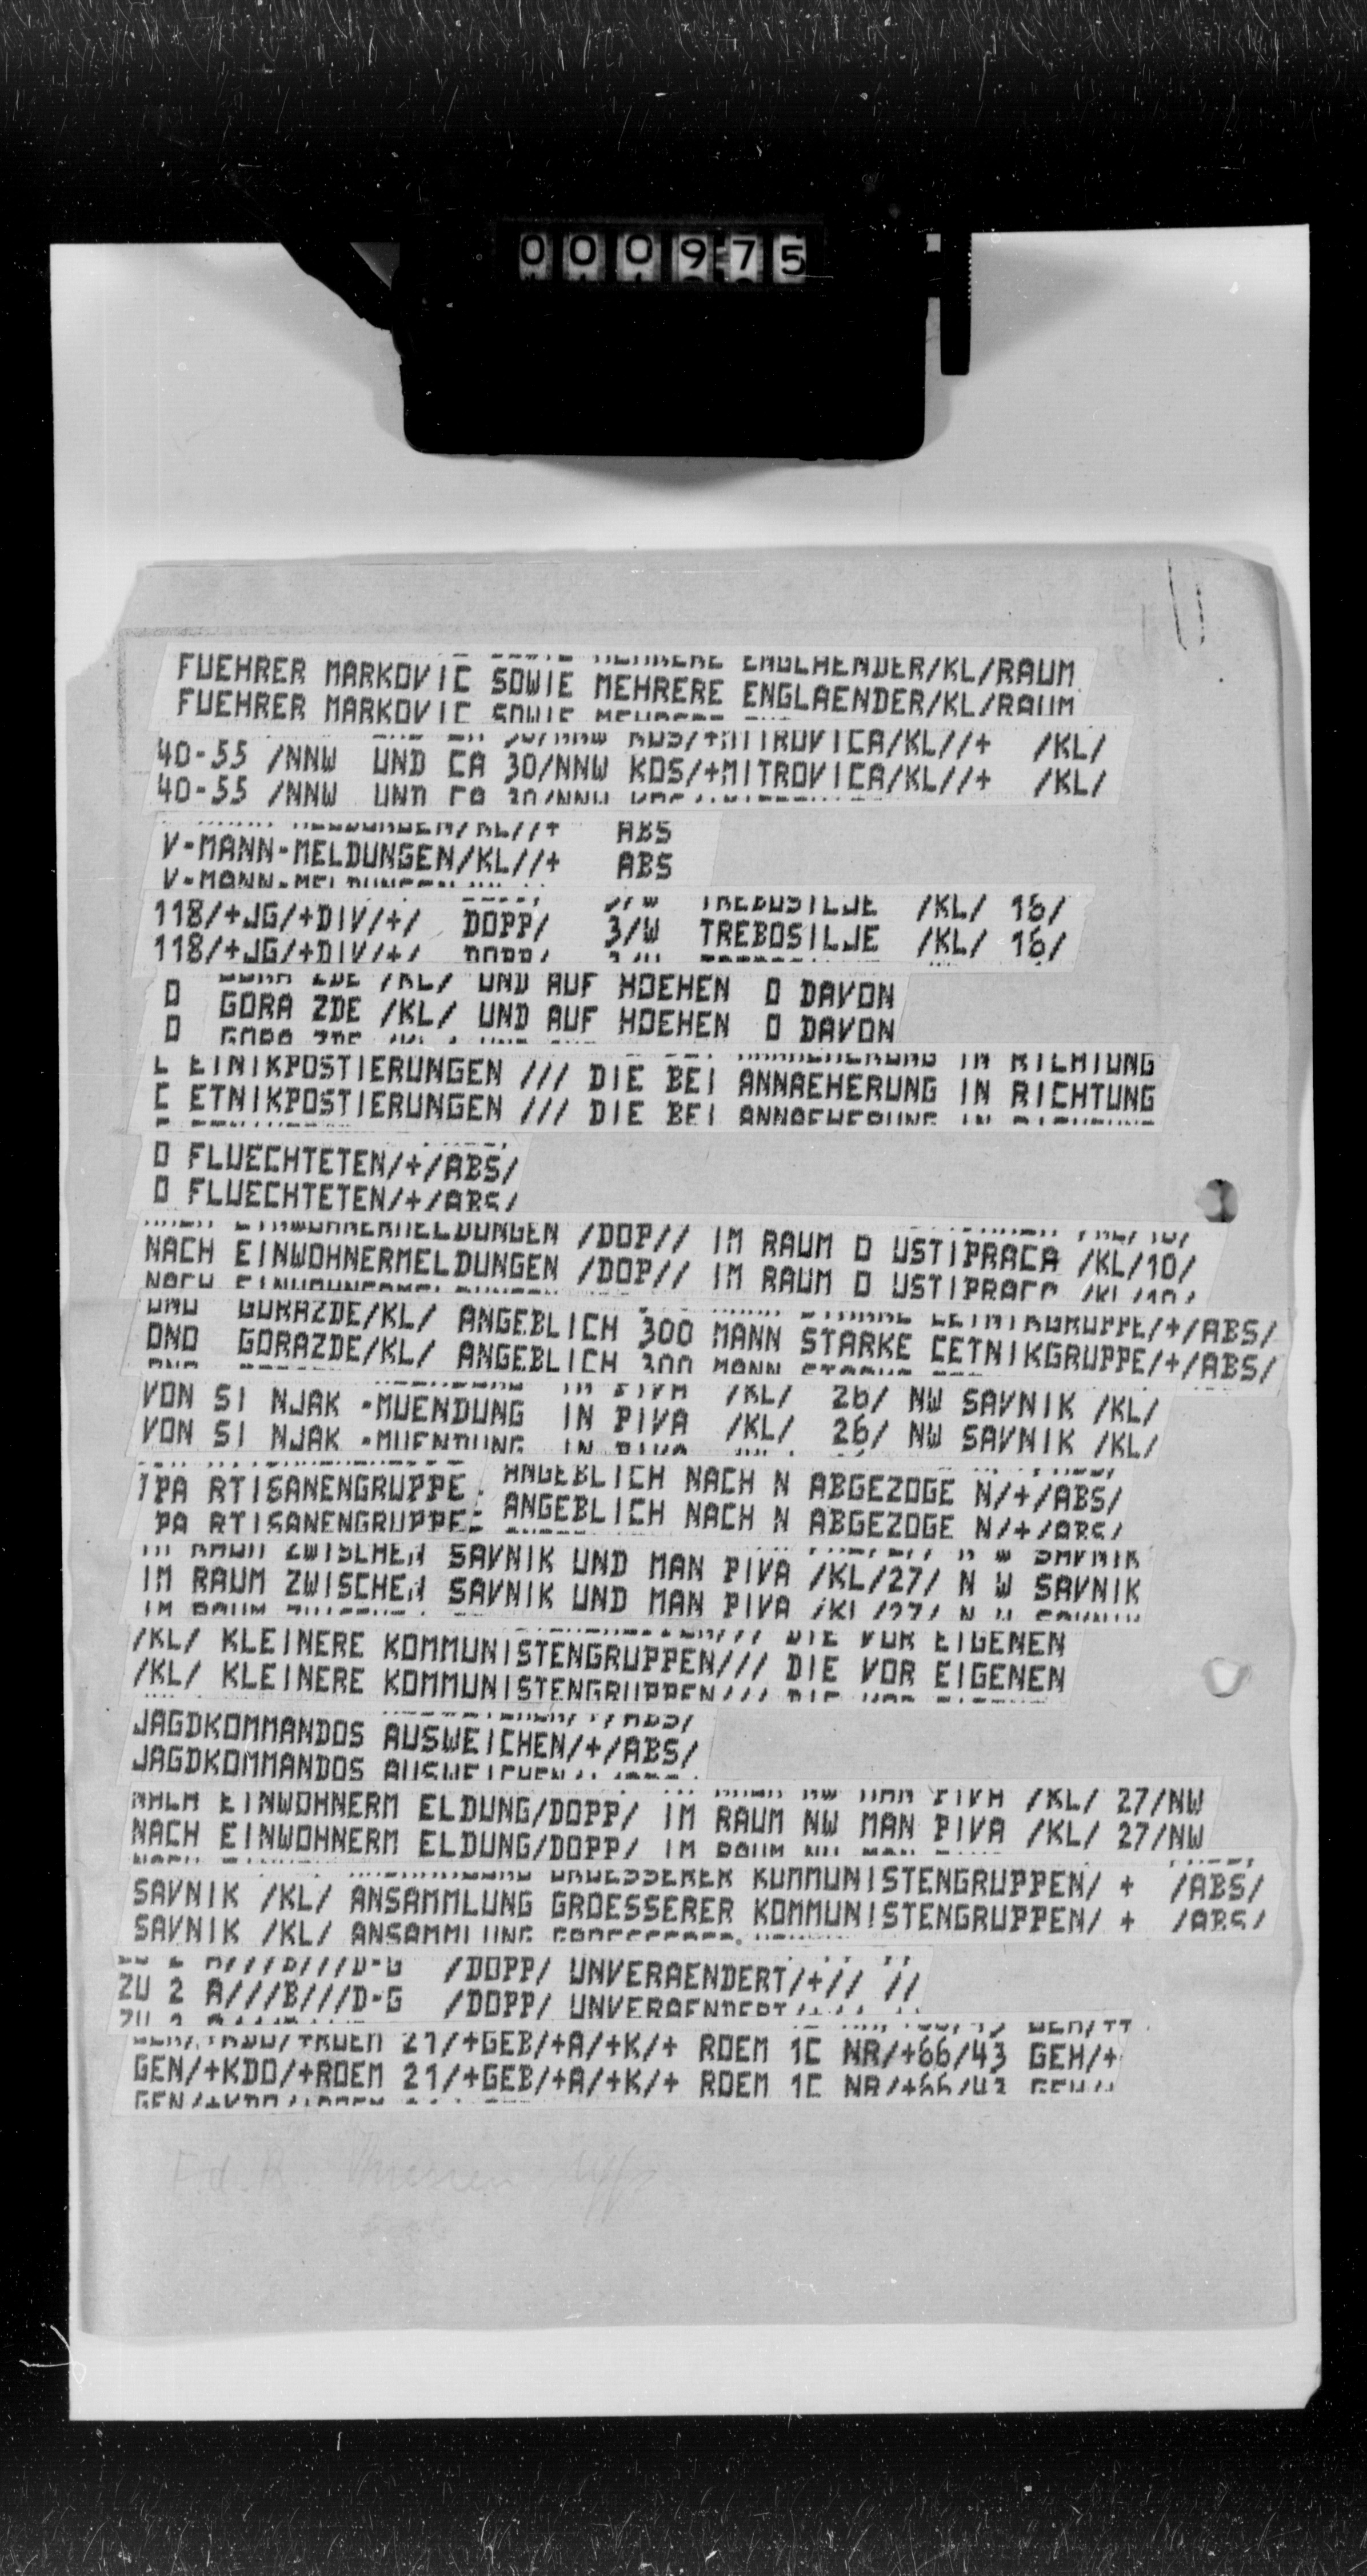 000975
FUEHRER MARKOVIC SOWIE MEHRERE ENGLAENDER/KL/RAUM
40-55 /NNW UND CA 30/NNW KOS/+MITROVICA/KL//+ /KL/
V-MANN-MELDUNGEN/KL//+ ABS
118/+JG/+DIV/+/ DOPP/ 3/W TREBOSILJE /KL/ 16/
O GORA ZDE /KL/ UND AUF HOEHEN O DAVON
C ETNIKPOSTIERUNGEN /// DIE BEI ANNAEHERUNG IN RICHTUNG
O FLUECHTETEN/+/ABS/
NACH EINWOHNERMELDUNGEN /DOP// IM RAUM O USTIPRACA /KL/10/
ONO GORAZDE/KL/ ANGEBLICH 300 MANN STARKE CETNIKGRUPPE/+/ABS/
VON SI NJAK -MUENDUNG IN PIVA /KL/ 26/ NW SAVNIK /KL/
PA RTISANENGRUPPE ANGEBLICH NACH N ABGEZOGE N/+/ABS/
IM RAUM ZWISCHEN SAVNIK UND MAN PIVA /KL/27/ N W SAVNIK
/KL/ KLEINERE KOMMUNISTENGRUPPEN/// DIE VOR EIGENEN
JAGDKOMMANDOS AUSWEICHEN/+/ABS/
NACH EINWOHNERM ELDUNG/DOPP/ IM RAUM NW MAN PIVA /KL/ 27/NW
SAVNIK /KL/ ANSAMMLUNG GROESSERER KOMMUNISTENGRUPPEN/ + /ABS/
ZU 2 A///B///D-G /DOPP/ UNVERAENDERT/+// //
GEN/+KDO/+ROEM 21/+GEB/+A/+K/+ ROEM 1C NR/+66/43 GEH/+
F.d.R.